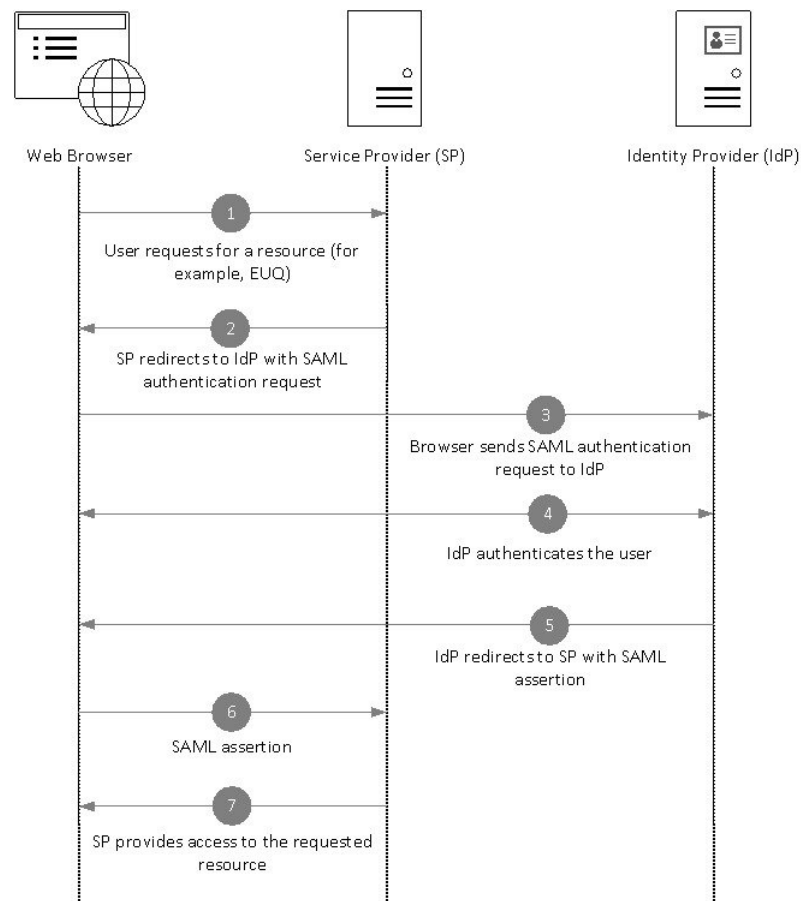 Web Browser
Service Provider (SP)
Identity Provider (IdP)
1
User requests for a resource (for
example, EUQ)
2
SP redirects to IdP with SAML
authentication request
3
Browser sends SAML authentication
request to IdP
4
IdP authenticates the user
5
IdP redirects to SP with SAML
assertion
6
SAML assertion
7
SP provides access to the requested
resource